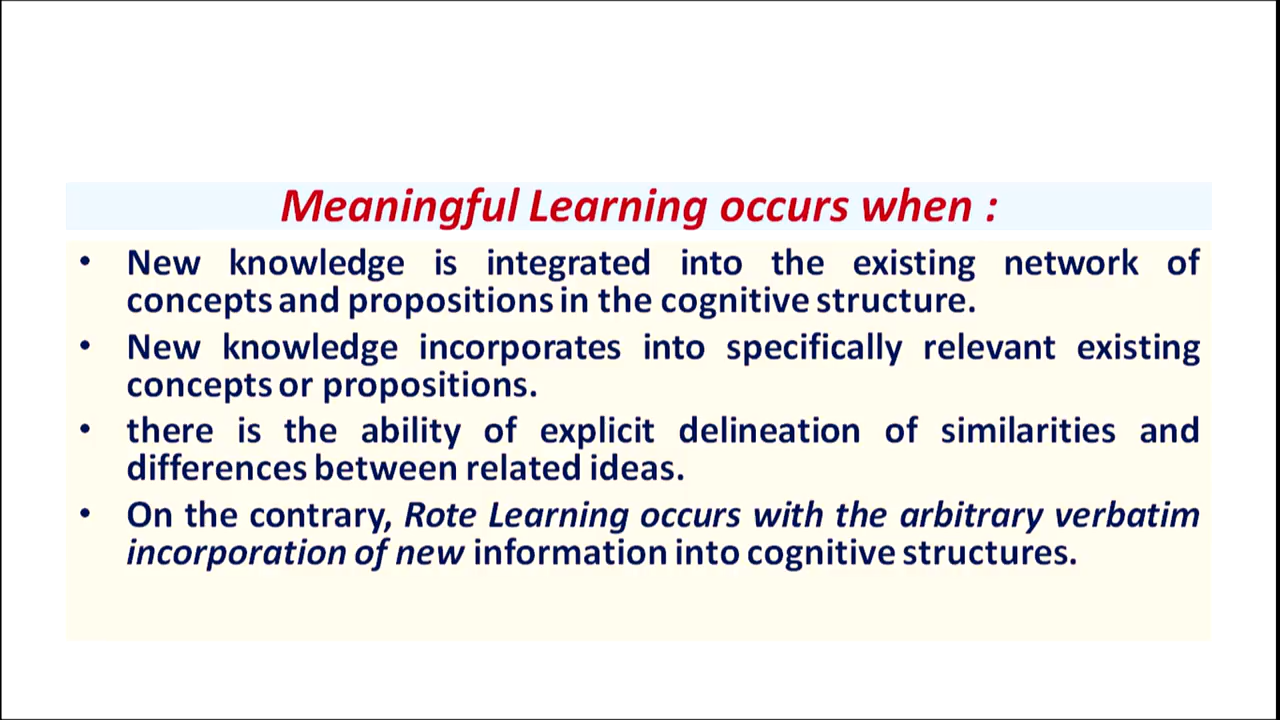 Meaningful Learning occurs when :
• New knowledge is integrated into the existing network of
concepts and propositions in the cognitive structure.
• New knowledge incorporates into specifically relevant existing
concepts or propositions.
• there is the ability of explicit delineation of similarities and
differences between related ideas.
• On the contrary, Rote Learning occurs with the arbitrary verbatim
incorporation of new information into cognitive structures.